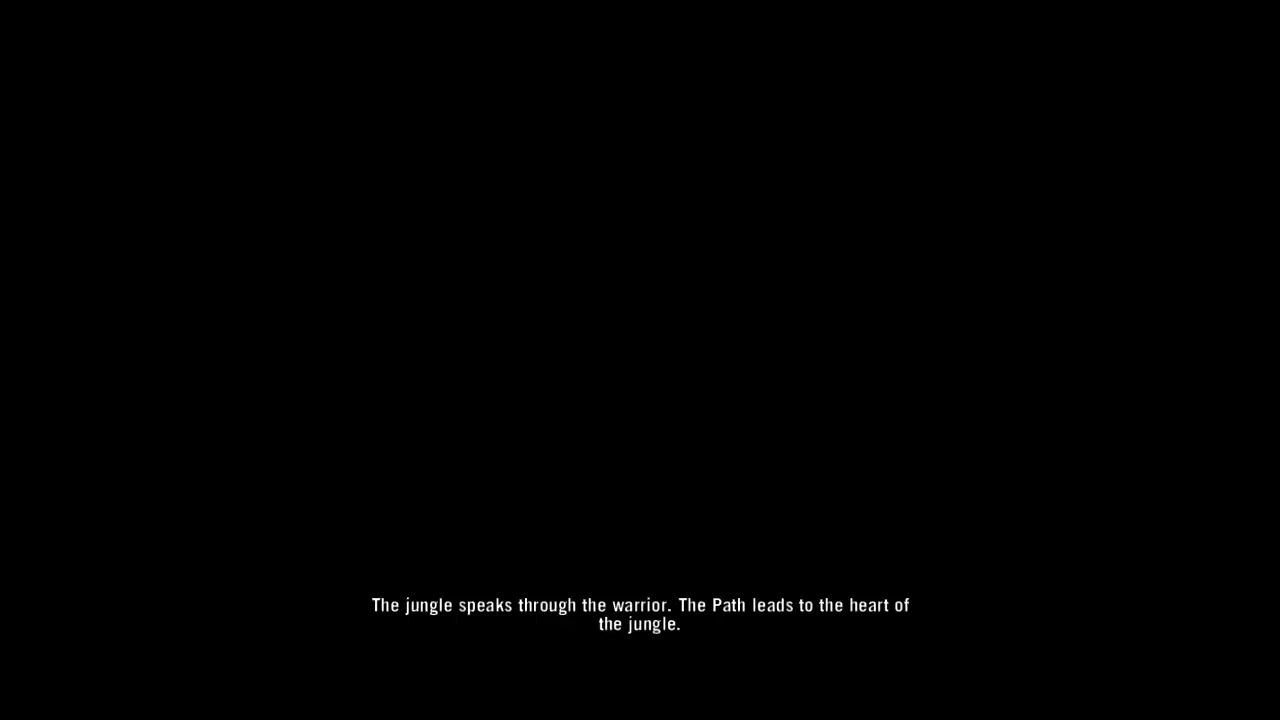 The jungle speaks through the warrior. The Path leads to the heart of
the jungle.